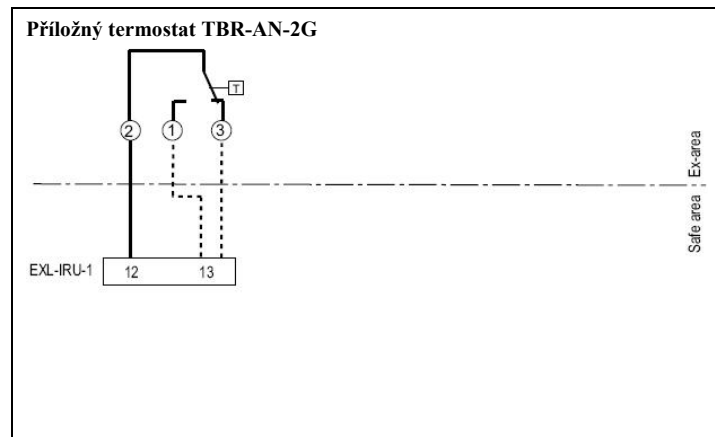 Příložný termostat TBR-AN-2G
T
2 1 3
Ex-area
Safe area
EXL-IRU-1 12 13